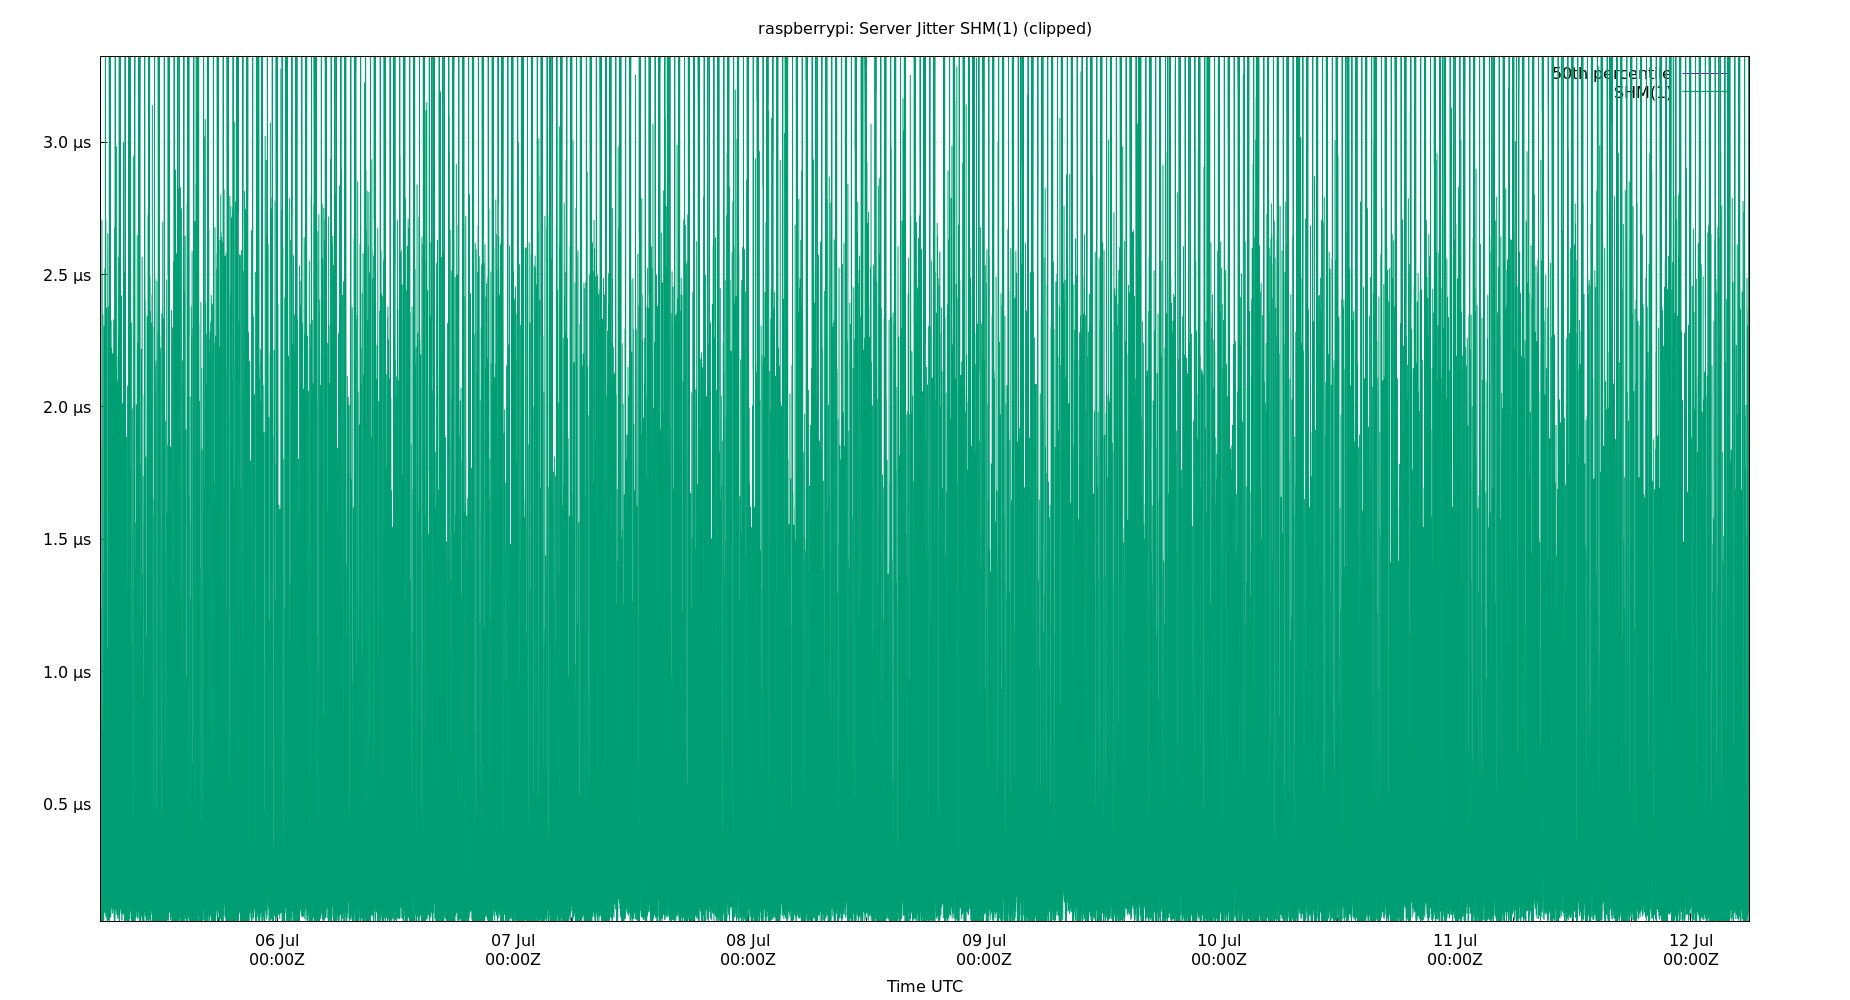 raspberrypi: Server Jitter SHM(1) (clipped)
50th percentile
SHM(1)
3.0 µs
2.5 µs
2.0 µs
1.5 µs
1.0 µs
0.5 µs
06 Jul 07 Jul 08 Jul 09 Jul 10 Jul 11 Jul 12 Jul
00:00Z 00:00Z 00:00Z 00:00Z 00:00Z 00:00Z 00:00Z
Time UTC